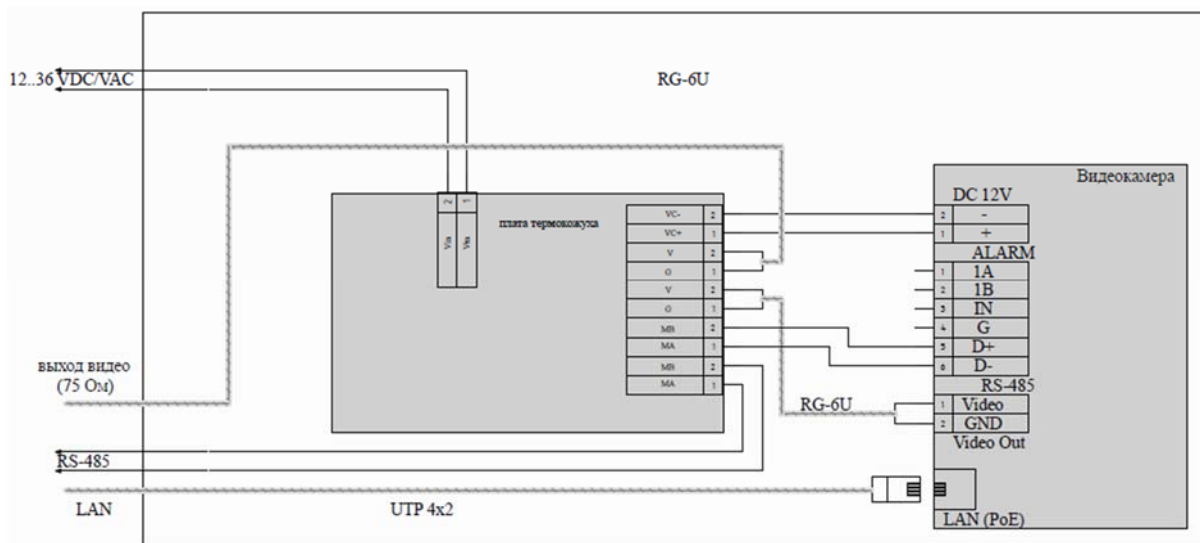 12..36 VDC/VAC
RG-6U
Видеокамера
DC 12V
2 -
1 +
ALARM
1 1A
2 1B
3 IN
4 G
5 D+
6 D-
RS-485
1 Video
2 GND
Video Out
LAN (PoE)
2 1
Vin Vin
плата термокожуха
VC- 2
VC+ 1
V 2
G 1
V 2
G 1
MB 2
MA 1
MB 2
MA 1
выход видео
(75 Ом)
RG-6U
RS-485
LAN
UTP 4x2